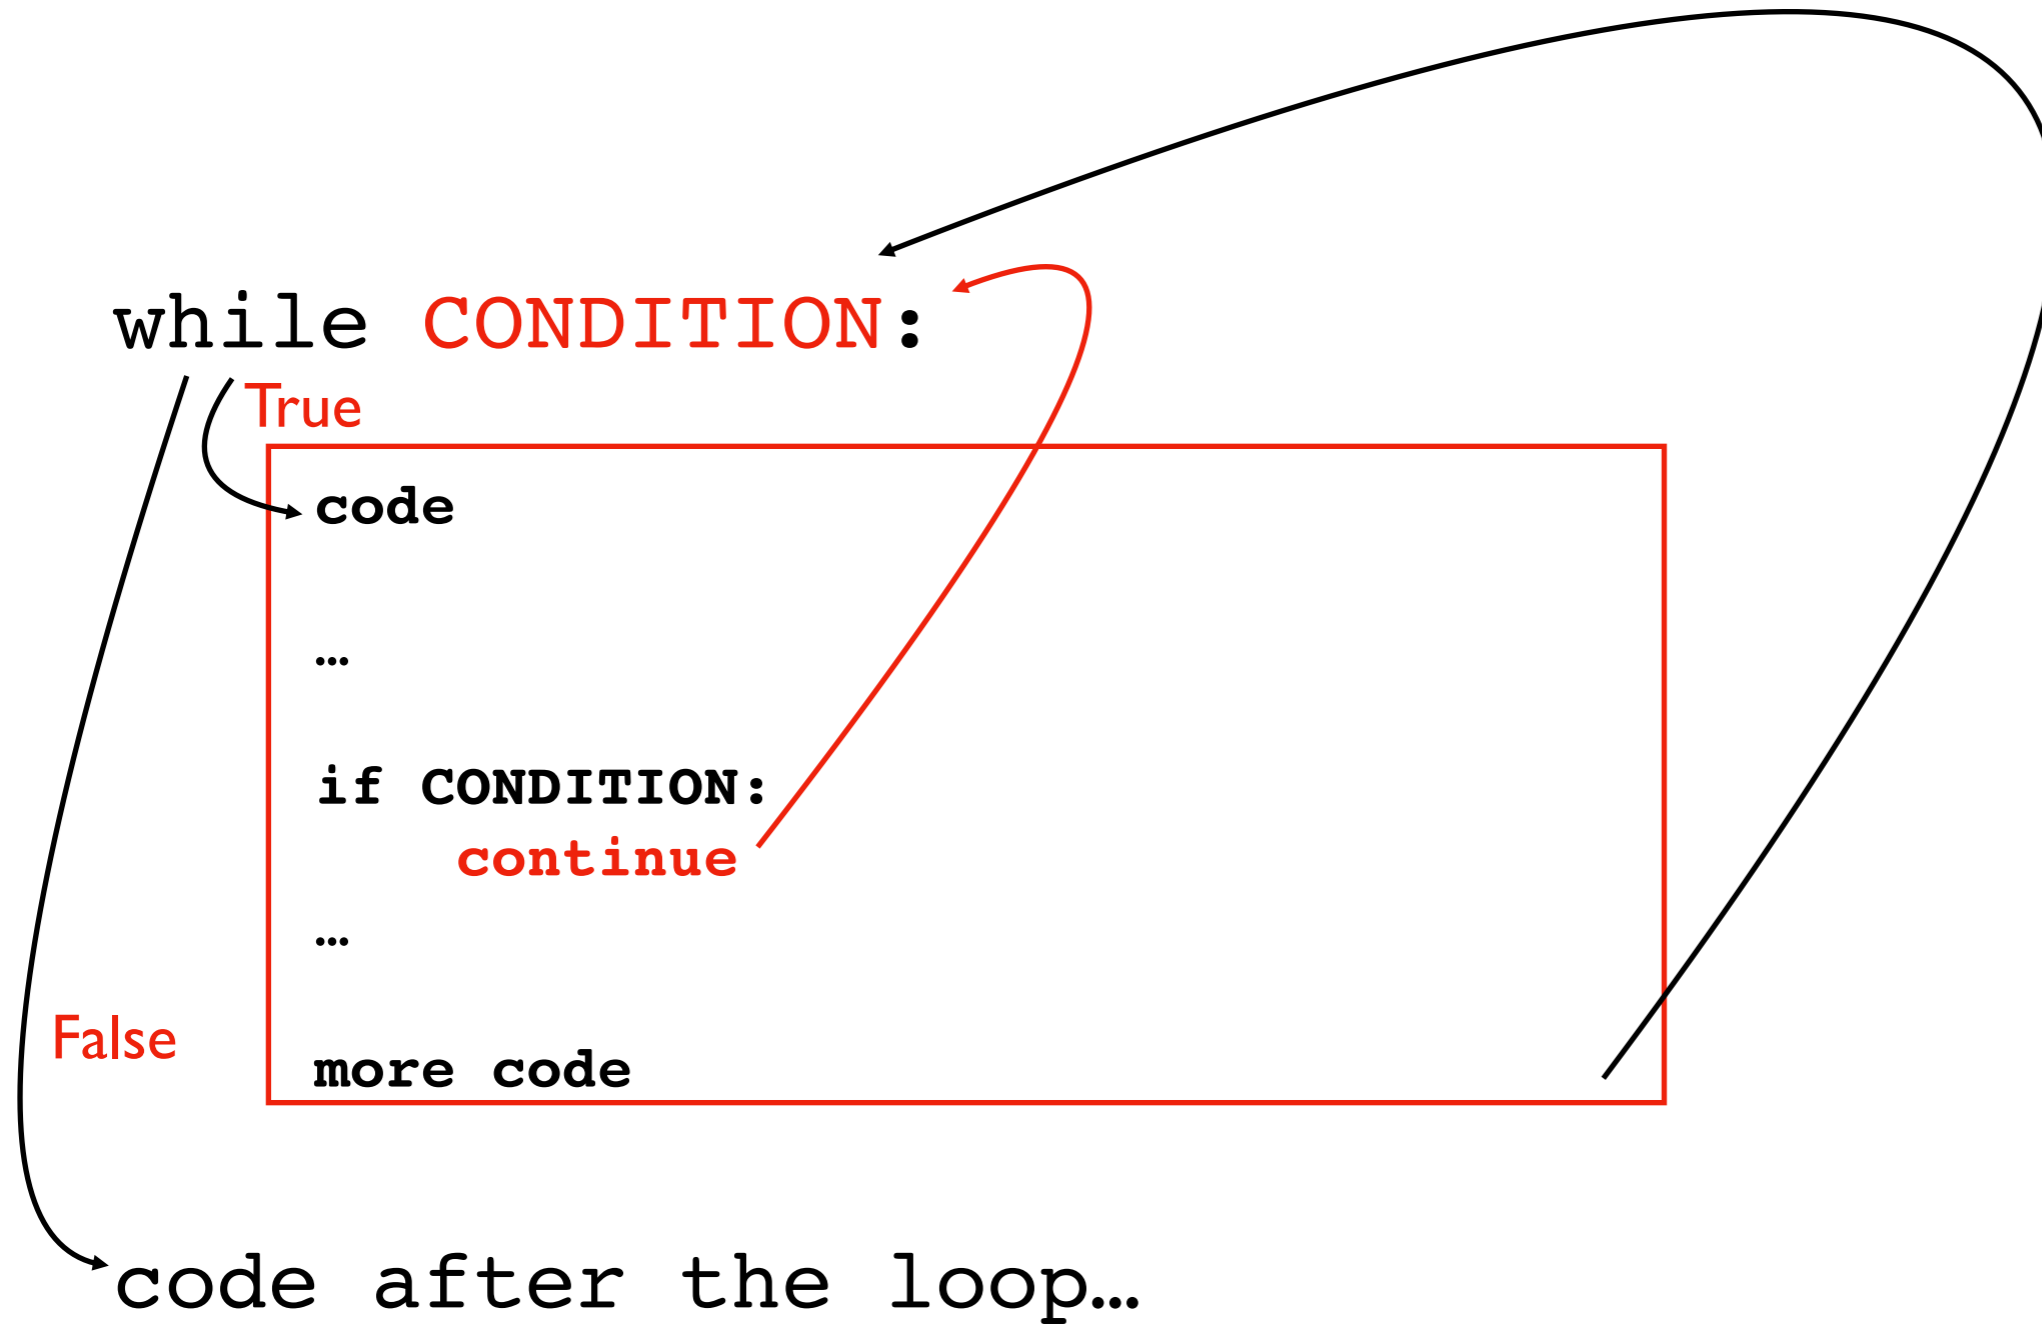 while CONDITION:
True
code
…
if CONDITION:
continue
…
False
more code
code after the loop…